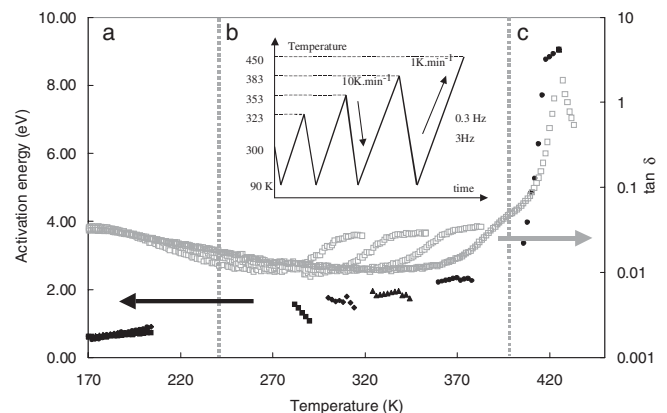 10.00
8.00
6.00
4.00
2.00
0.00
Activation energy (eV)
a
b
c
Temperature
450
383
353
323
300
90 K
10K.min⁻¹
1K.min⁻¹
0.3 Hz
3Hz
time
10
1
0.1
0.01
0.001
tan δ
170
220
270
320
370
420
Temperature (K)